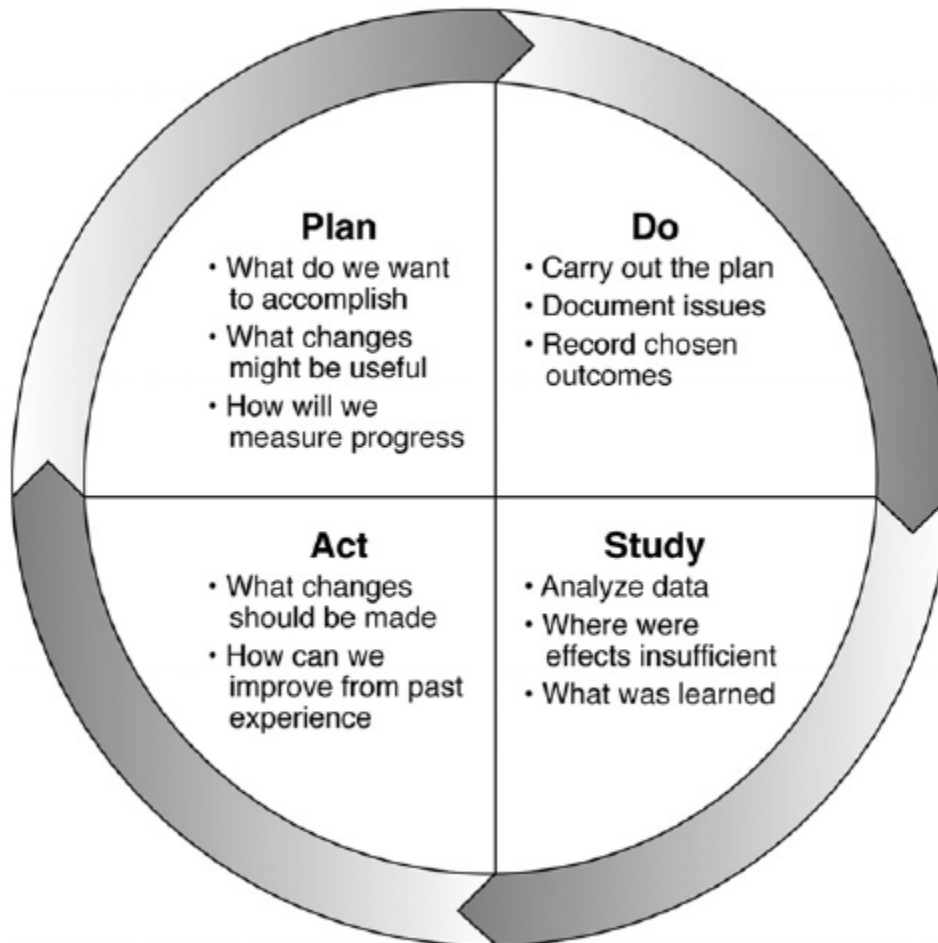 Plan
• What do we want
to accomplish
• What changes
might be useful
• How will we
measure progress
Do
• Carry out the plan
• Document issues
• Record chosen
outcomes
Act
• What changes
should be made
• How can we
improve from past
experience
Study
• Analyze data
• Where were
effects insufficient
• What was learned